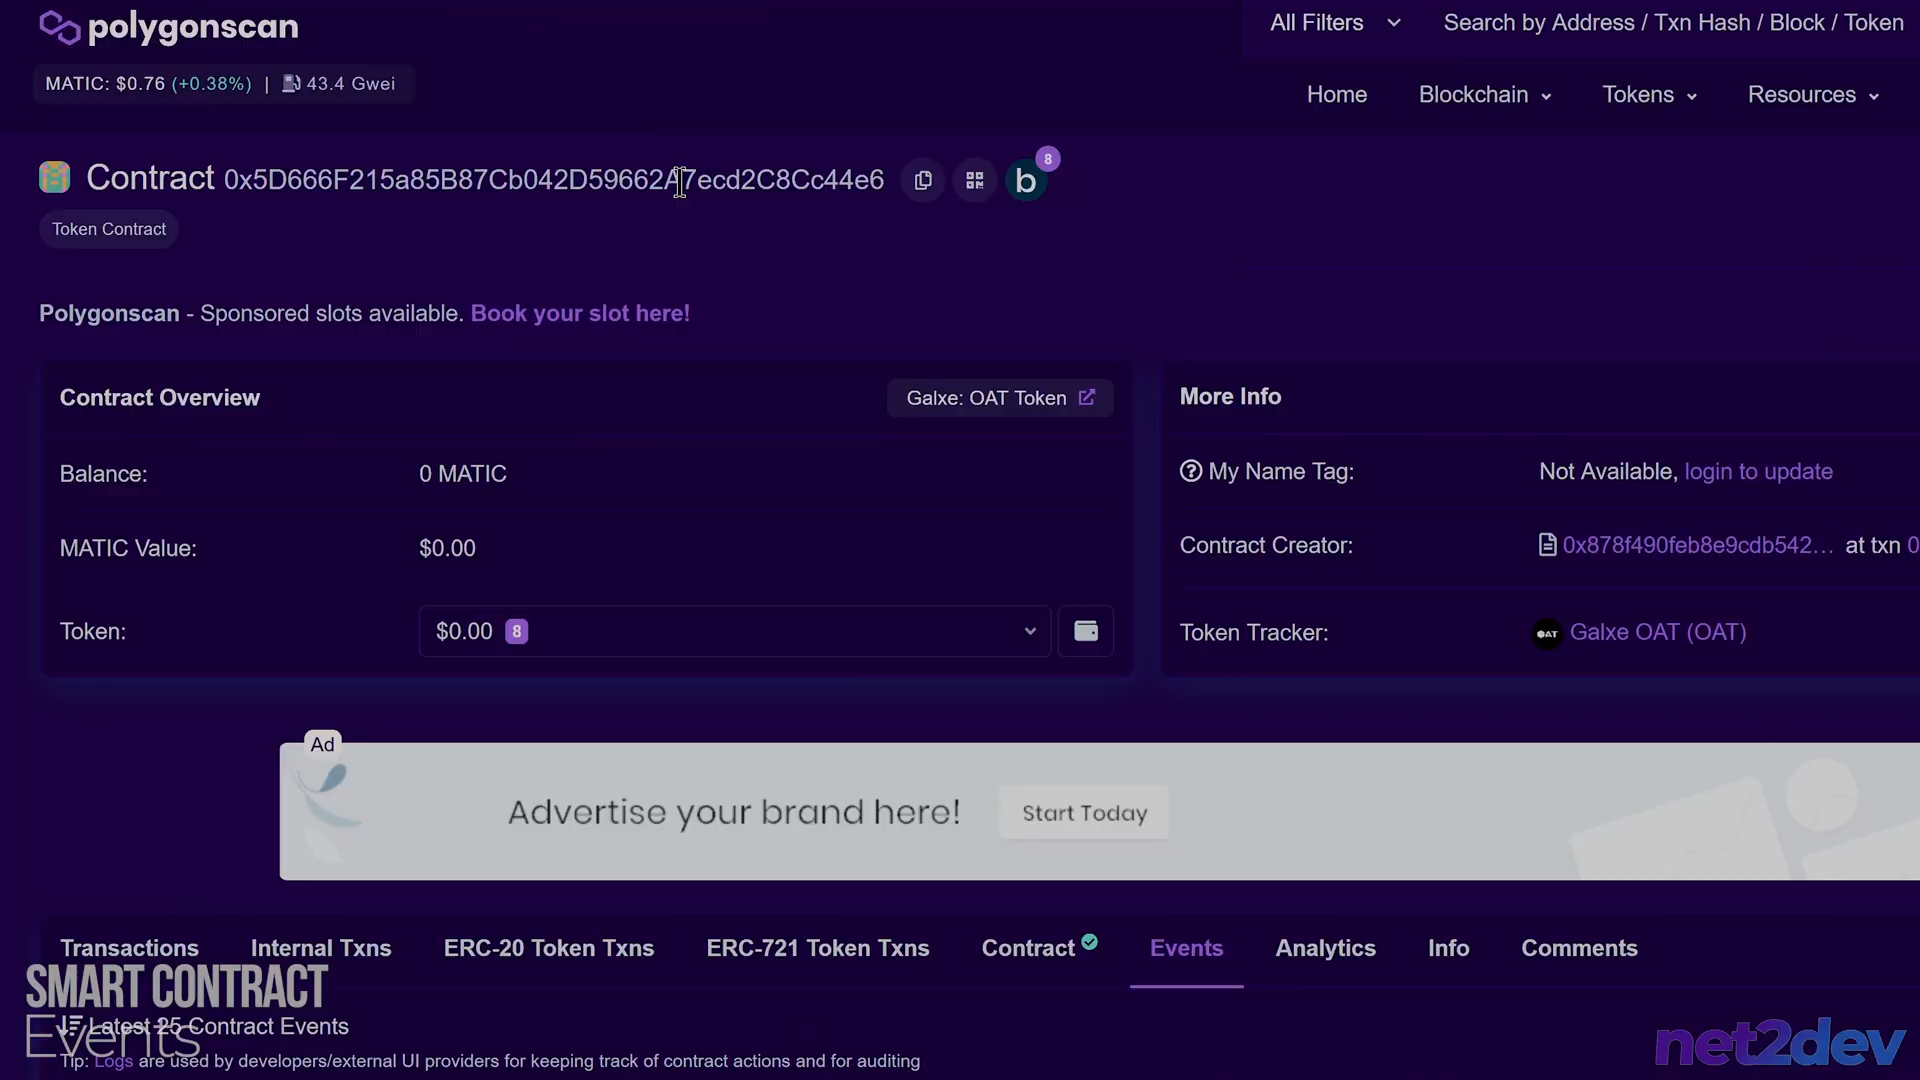 polygonscan
All Filters
Search by Address / Txn Hash / Block / Token
MATIC: $0.76 (+0.38%) | 43.4 Gwei
Home Blockchain Tokens Resources
Contract 0x5D666F215a85B87Cb042D59662A7ecd2C8Cc44e6
b 8
Token Contract
Polygonscan - Sponsored slots available. Book your slot here!
Contract Overview
Galxe: OAT Token
Balance: 0 MATIC
MATIC Value: $0.00
Token: $0.00 8
More Info
My Name Tag: Not Available, login to update
Contract Creator: 0x878f490feb8e9cdb542... at txn 0
Token Tracker: OAT Galxe OAT (OAT)
Ad
Advertise your brand here!
Start Today
Transactions Internal Txns ERC-20 Token Txns ERC-721 Token Txns Contract Events Analytics Info Comments
SMART CONTRACT
Events
Latest 25 Contract Events
Tip: Logs are used by developers/external UI providers for keeping track of contract actions and for auditing
net2dev